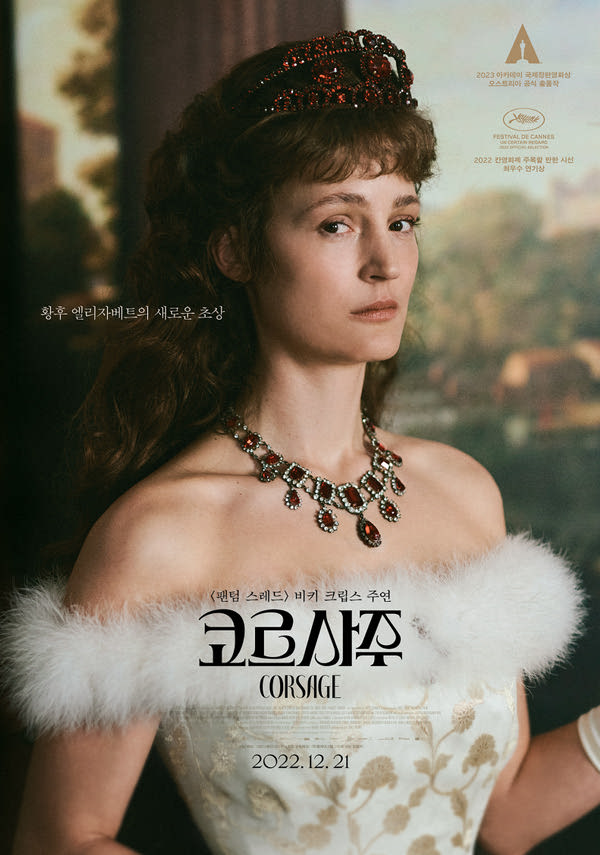 2023 아카데미 국제장편영화상
오스트리아 공식 출품작
FESTIVAL DE CANNES
UN CERTAIN REGARD
2022 OFFICIAL SELECTION
2022 칸영화제 주목할 만한 시선
최우수 연기상
황후 엘리자베트의 새로운 초상
<팬텀 스레드> 비키 크립스 주연
코르사주
CORSAGE
2022.12.21